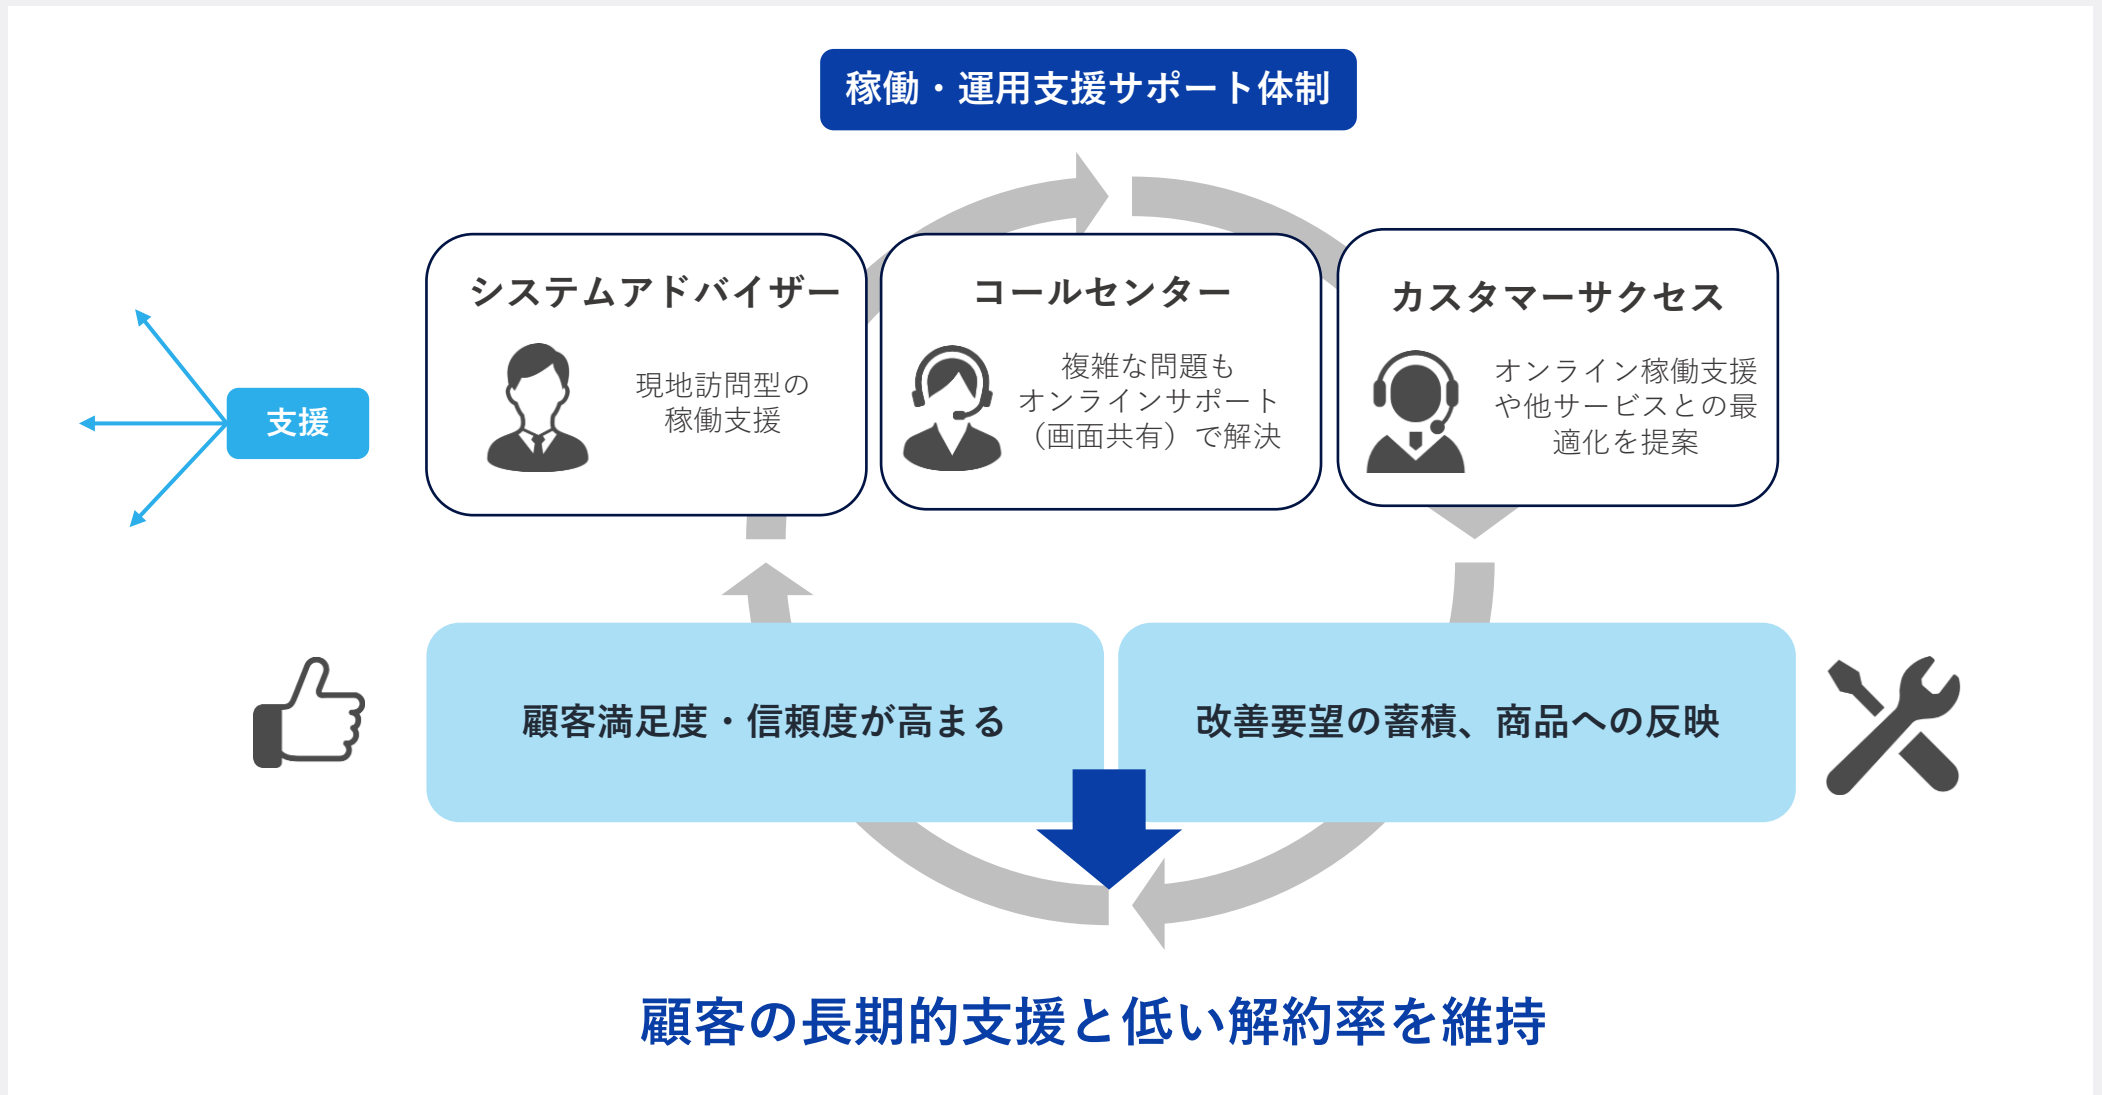 稼働・運用支援サポート体制
システムアドバイザー
現地訪問型の
稼働支援
コールセンター
複雑な問題も
オンラインサポート
（画面共有）で解決
カスタマーサクセス
オンライン稼働支援
や他サービスとの最
適化を提案
支援
顧客満足度・信頼度が高まる
改善要望の蓄積、商品への反映
顧客の長期的支援と低い解約率を維持